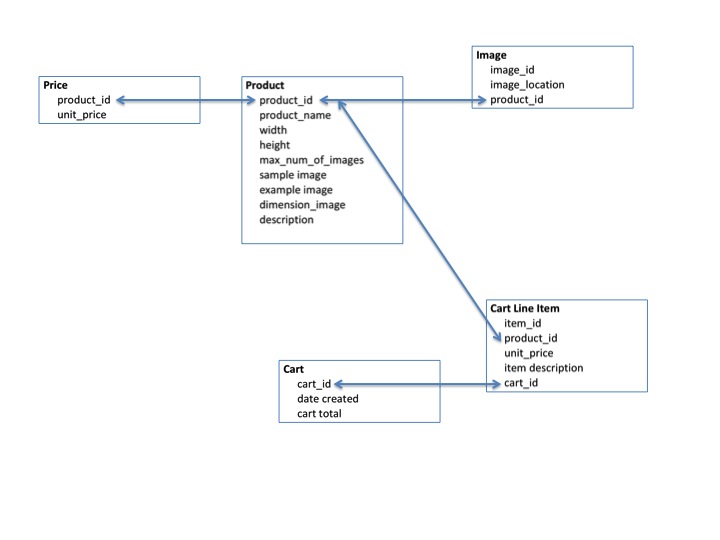 Price
product_id
unit_price
Product
product_id
product_name
width
height
max_num_of_images
sample image
example image
dimension_image
description
Image
image_id
image_location
product_id
Cart Line Item
item_id
product_id
unit_price
item description
cart_id
Cart
cart_id
date created
cart total